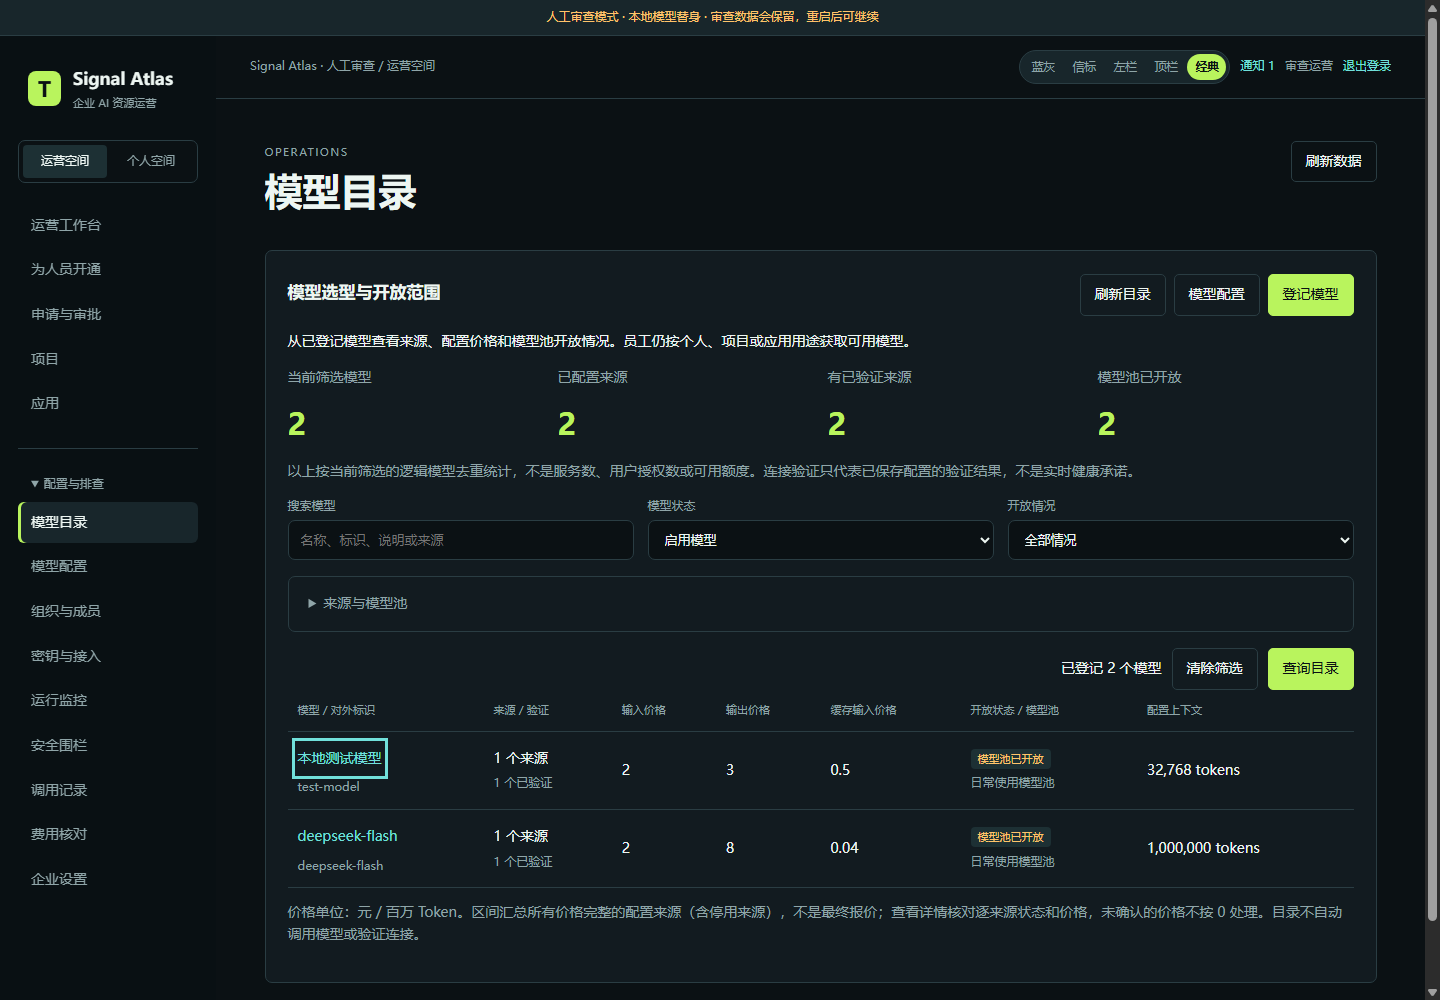 人工审查模式 · 本地模型替身 · 审查数据会保留，重启后可继续
T
Signal Atlas
企业 AI 资源运营
Signal Atlas · 人工审查 / 运营空间
蓝灰 信标 左栏 顶栏 经典
通知 1 审查运营 退出登录
运营空间 个人空间
运营工作台
为人员开通
申请与审批
项目
应用
▼ 配置与排查
模型目录
模型配置
组织与成员
密钥与接入
运行监控
安全围栏
调用记录
费用核对
企业设置
OPERATIONS
模型目录
刷新数据
模型选型与开放范围
刷新目录 模型配置 登记模型
从已登记模型查看来源、配置价格和模型池开放情况。员工仍按个人、项目或应用用途获取可用模型。
当前筛选模型 已配置来源 有已验证来源 模型池已开放
2 2 2 2
以上按当前筛选的逻辑模型去重统计，不是服务数、用户授权数或可用额度。连接验证只代表已保存配置的验证结果，不是实时健康承诺。
搜索模型 模型状态 开放情况
名称、标识、说明或来源 启用模型 全部情况
▶ 来源与模型池
已登记 2 个模型 清除筛选 查询目录
模型 / 对外标识 来源 / 验证 输入价格 输出价格 缓存输入价格 开放状态 / 模型池 配置上下文
本地测试模型 1 个来源 2 3 0.5 模型池已开放 32,768 tokens
test-model 1 个已验证 日常使用模型池
deepseek-flash 1 个来源 2 8 0.04 模型池已开放 1,000,000 tokens
deepseek-flash 1 个已验证 日常使用模型池
价格单位：元 / 百万 Token。区间汇总所有价格完整的配置来源（含停用来源），不是最终报价；查看详情核对逐来源状态和价格，未确认的价格不按 0 处理。目录不自动
调用模型或验证连接。